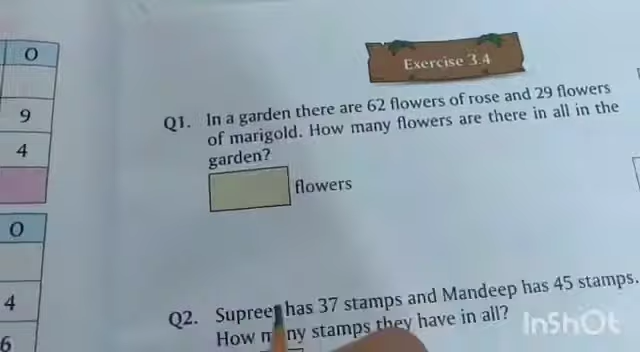 O
9
4
O
4
6
Exercise 3.4
Q1. In a garden there are 62 flowers of rose and 29 flowers
of marigold. How many flowers are there in all in the
garden?
flowers
Q2. has 37 stamps and Mandeep has 45 stamps.
How stamps they have in all?
InShOt